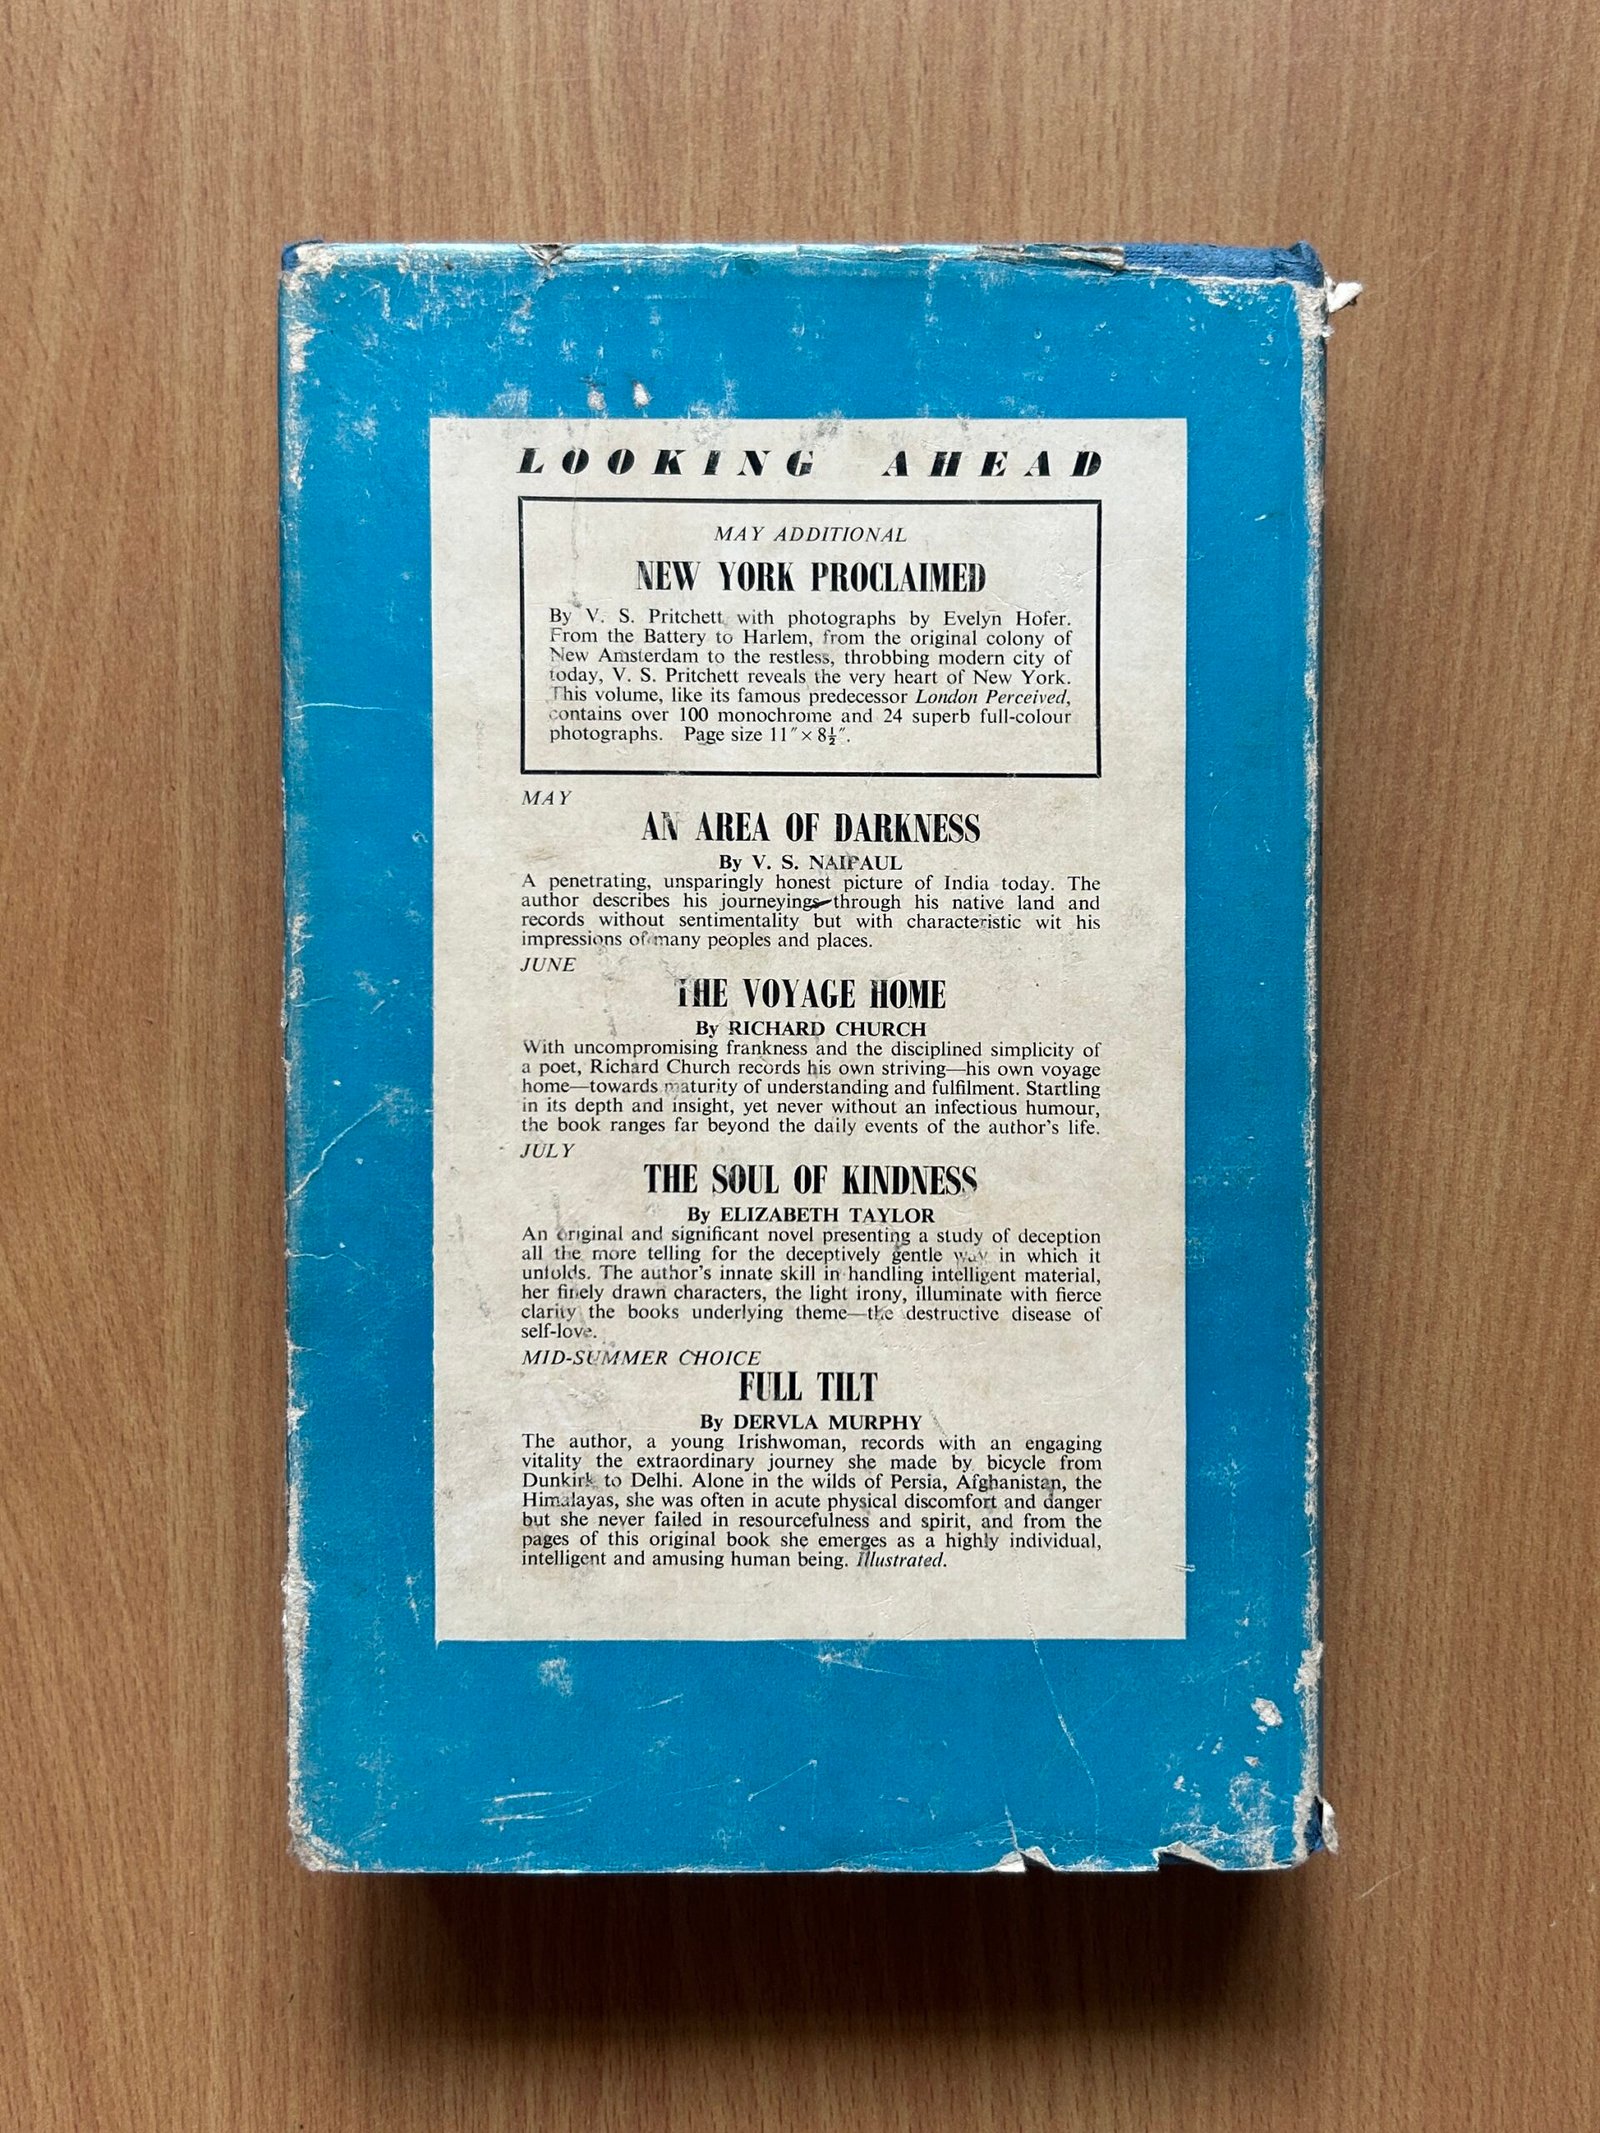 LOOKING AHEAD
MAY ADDITIONAL
NEW YORK PROCLAIMED
By V. S. Pritchett with photographs by Evelyn Hofer.
From the Battery to Harlem, from the original colony of
New Amsterdam to the restless, throbbing modern city of
today, V. S. Pritchett reveals the very heart of New York.
This volume, like its famous predecessor London Perceived,
contains over 100 monochrome and 24 superb full-colour
photographs. Page size 11″ × 8½″.
MAY
AN AREA OF DARKNESS
By V. S. NAIPAUL
A penetrating, unsparingly honest picture of India today. The
author describes his journeyings through his native land and
records without sentimentality but with characteristic wit his
impressions of many peoples and places.
JUNE
THE VOYAGE HOME
By RICHARD CHURCH
With uncompromising frankness and the disciplined simplicity of
a poet, Richard Church records his own striving—his own voyage
home—towards maturity of understanding and fulfilment. Startling
in its depth and insight, yet never without an infectious humour,
the book ranges far beyond the daily events of the author's life.
JULY
THE SOUL OF KINDNESS
By ELIZABETH TAYLOR
An original and significant novel presenting a study of deception
all the more telling for the deceptively gentle way in which it
unfolds. The author's innate skill in handling intelligent material,
her finely drawn characters, the light irony, illuminate with fierce
clarity the books underlying theme—the destructive disease of
self-love.
MID-SUMMER CHOICE
FULL TILT
By DERVLA MURPHY
The author, a young Irishwoman, records with an engaging
vitality the extraordinary journey she made by bicycle from
Dunkirk to Delhi. Alone in the wilds of Persia, Afghanistan, the
Himalayas, she was often in acute physical discomfort and danger
but she never failed in resourcefulness and spirit, and from the
pages of this original book she emerges as a highly individual,
intelligent and amusing human being. Illustrated.